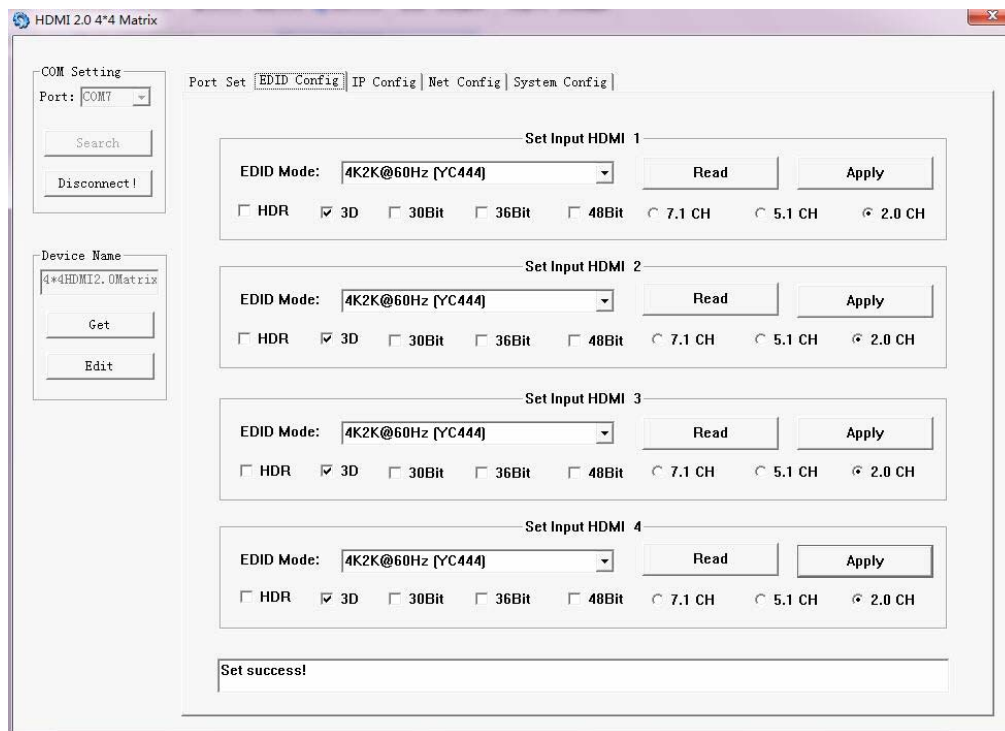 HDMI 2.0 4*4 Matrix
COM Setting
Port: COM7
Search
Disconnect!
Device Name
4*4HDMI2.0Matrix
Get
Edit
Port Set EDID Config IP Config Net Config System Config
Set Input HDMI 1
EDID Mode: 4K2K@60Hz (YC444) Read Apply
HDR 3D 30Bit 36Bit 48Bit 7.1 CH 5.1 CH 2.0 CH
Set Input HDMI 2
EDID Mode: 4K2K@60Hz (YC444) Read Apply
HDR 3D 30Bit 36Bit 48Bit 7.1 CH 5.1 CH 2.0 CH
Set Input HDMI 3
EDID Mode: 4K2K@60Hz (YC444) Read Apply
HDR 3D 30Bit 36Bit 48Bit 7.1 CH 5.1 CH 2.0 CH
Set Input HDMI 4
EDID Mode: 4K2K@60Hz (YC444) Read Apply
HDR 3D 30Bit 36Bit 48Bit 7.1 CH 5.1 CH 2.0 CH
Set success!